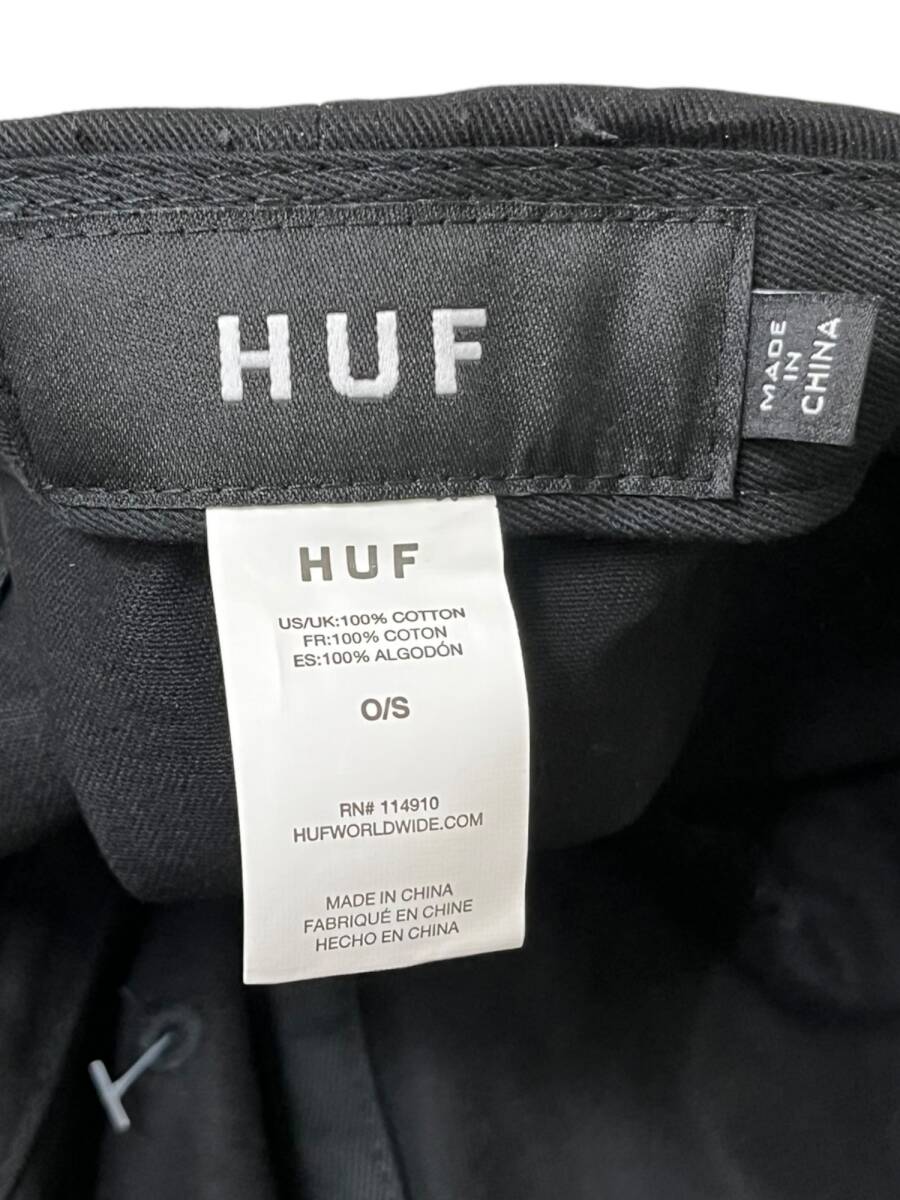 HUF
MADE
IN
CHINA
HUF
US/UK:100% COTTON
FR:100% COTON
ES:100% ALGODÓN
O/S
RN# 114910
HUFWORLDWIDE.COM
MADE IN CHINA
FABRIQUÉ EN CHINE
HECHO EN CHINA